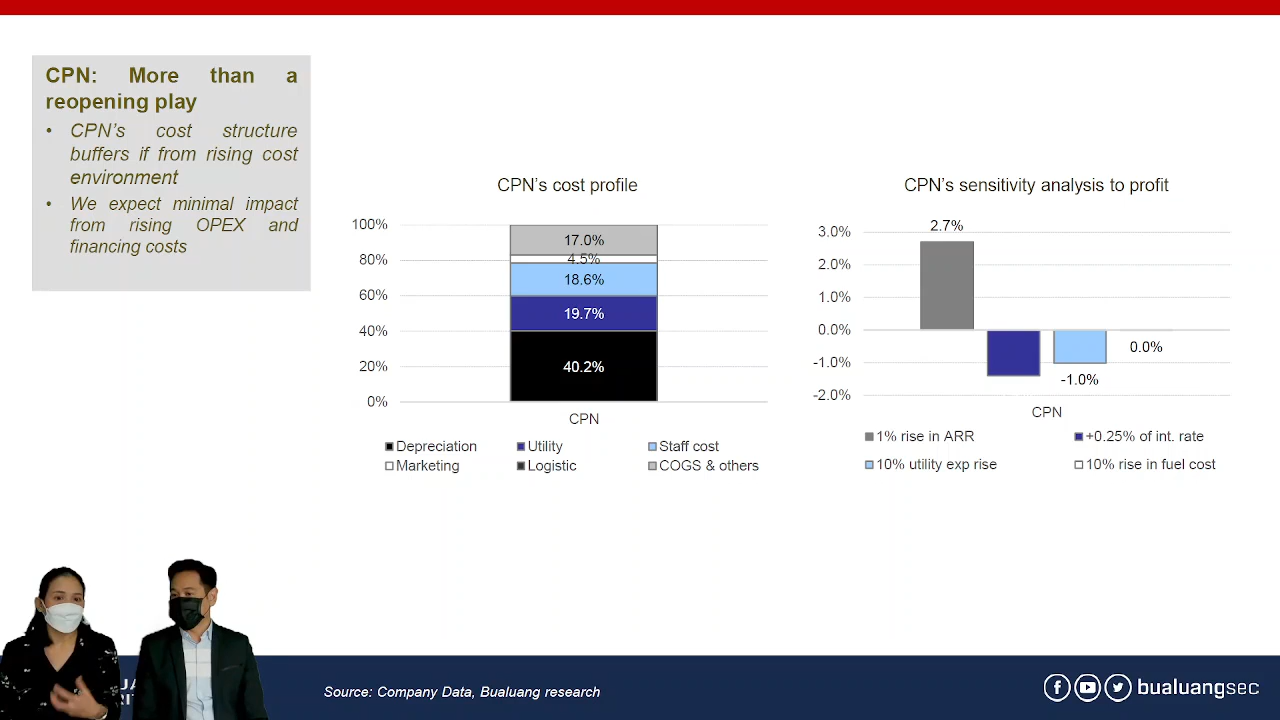 CPN: More than a
reopening play
• CPN's cost structure
buffers if from rising cost
environment
• We expect minimal impact
from rising OPEX and
financing costs
CPN's cost profile
100%
80%
60%
40%
20%
0%
17.0%
4.5%
18.6%
19.7%
40.2%
CPN
Depreciation Utility Staff cost
Marketing Logistic COGS & others
CPN's sensitivity analysis to profit
3.0%
2.0%
1.0%
0.0%
-1.0%
-2.0%
2.7%
-1.0%
0.0%
CPN
1% rise in ARR +0.25% of int. rate
10% utility exp rise 10% rise in fuel cost
Source: Company Data, Bualuang research
bualuangsec